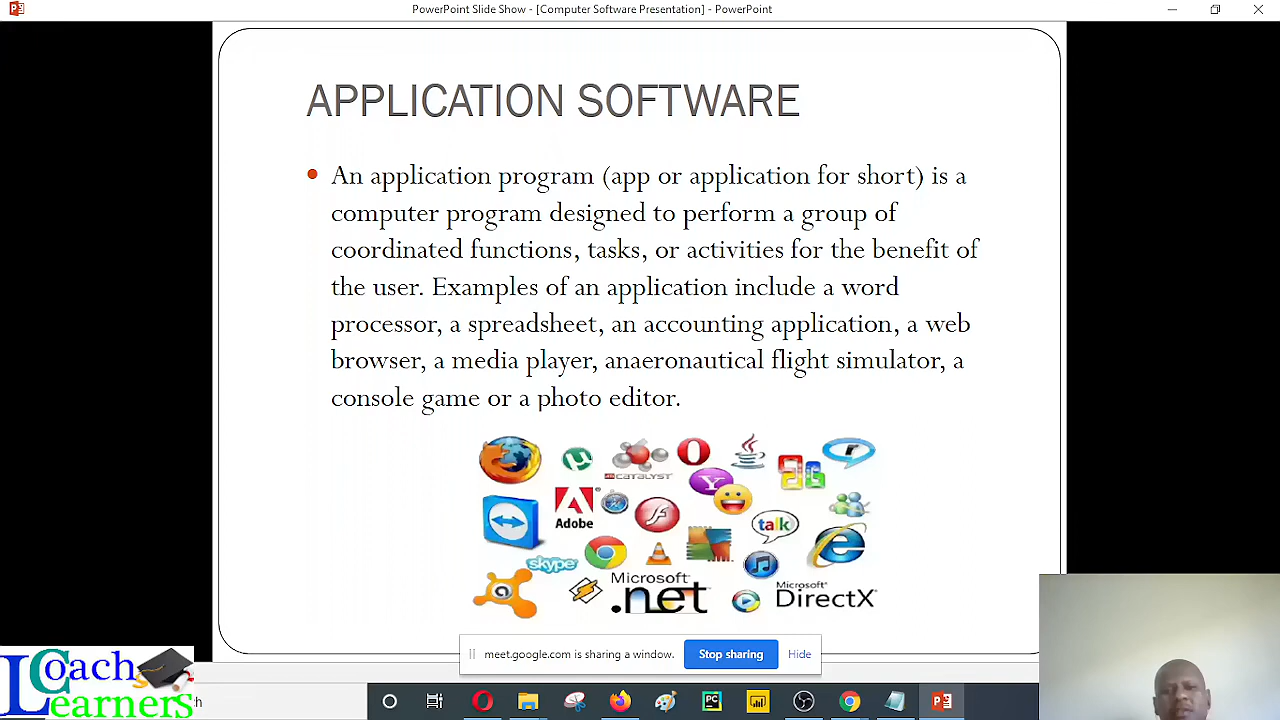 PowerPoint Slide Show - [Computer Software Presentation] - PowerPoint
APPLICATION SOFTWARE
• An application program (app or application for short) is a
computer program designed to perform a group of
coordinated functions, tasks, or activities for the benefit of
the user. Examples of an application include a word
processor, a spreadsheet, an accounting application, a web
browser, a media player, anaeronautical flight simulator, a
console game or a photo editor.
CATALYST
Adobe
talk
skype
Microsoft
.net
Microsoft
DirectX
meet.google.com is sharing a window.
Stop sharing
Hide
Coach
Learners
ch
PC